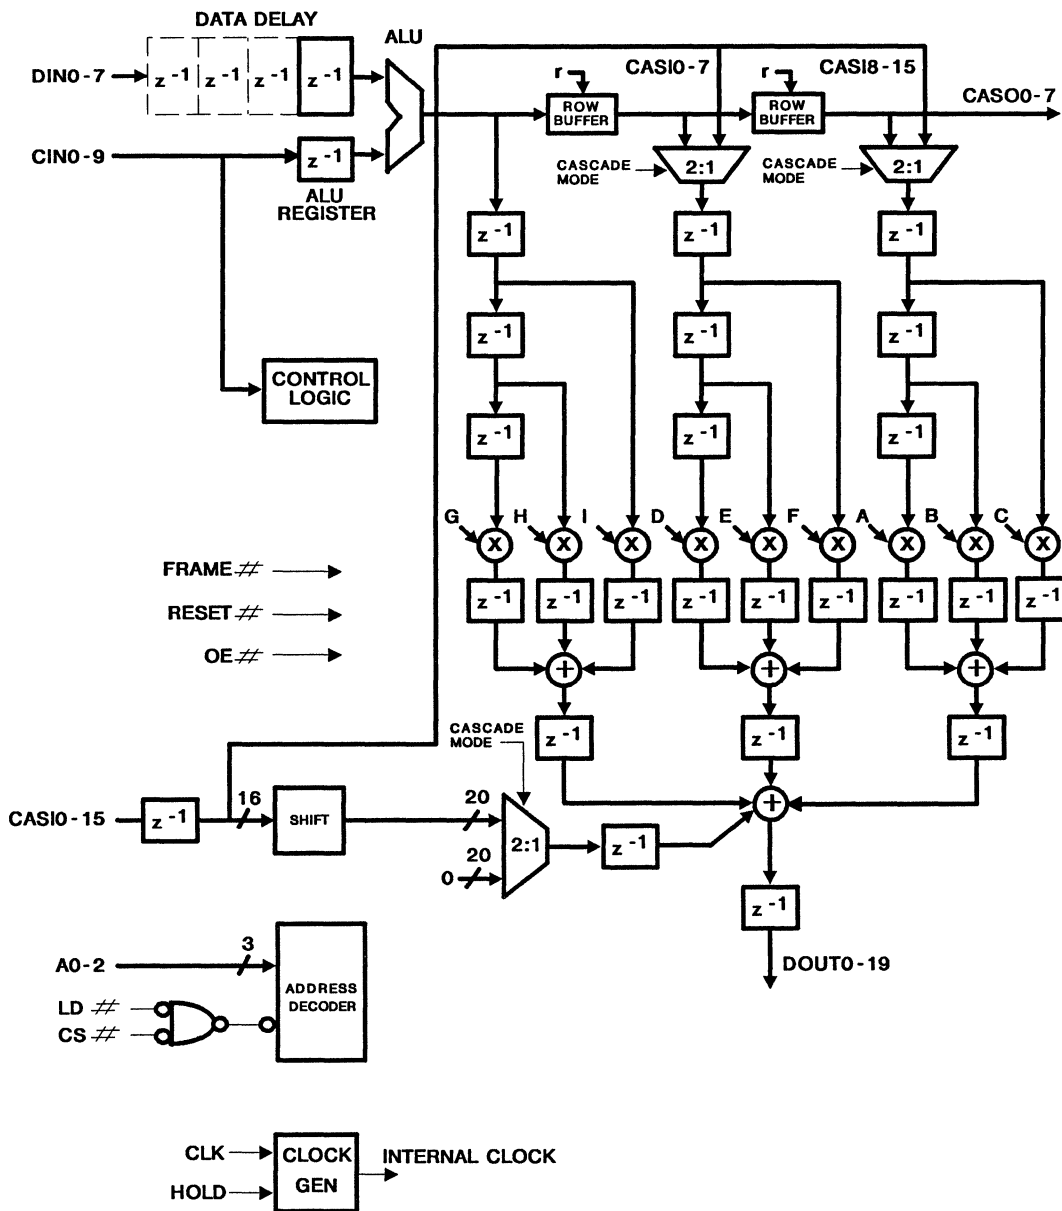 DATA DELAY
ALU
DIN0-7
z-1 z-1 z-1 z-1
CASI0-7
CASI8-15
r
ROW
BUFFER
r
ROW
BUFFER
CASO0-7
CIN0-9
z-1
ALU
REGISTER
CASCADE
MODE
2:1
CASCADE
MODE
2:1
z-1 z-1 z-1
z-1 z-1 z-1
CONTROL
LOGIC
z-1 z-1 z-1
G H I D E F A B C
X X X X X X X X X
FRAME#
z-1 z-1 z-1 z-1 z-1 z-1 z-1 z-1 z-1
RESET#
OE#
+ + +
CASCADE
MODE
z-1 z-1 z-1
CASI0-15
z-1
16
SHIFT
20
2:1
0
20
z-1
+
z-1
DOUT0-19
A0-2
3
ADDRESS
DECODER
LD #
CS #
CLK
HOLD
CLOCK
GEN
INTERNAL CLOCK